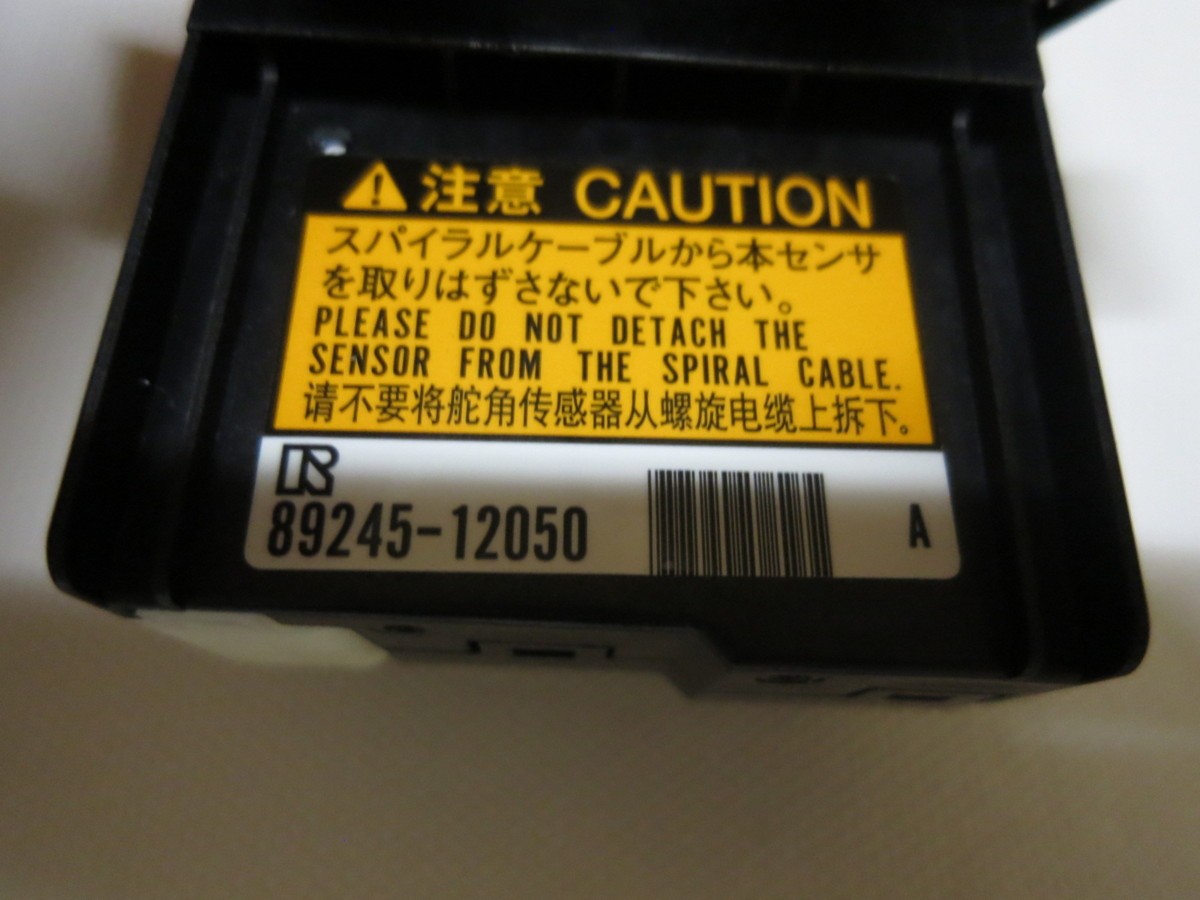 注意 CAUTION
スパイラルケーブルから本センサ
を取りはずさないで下さい。
PLEASE DO NOT DETACH THE
SENSOR FROM THE SPIRAL CABLE.
请不要将舵角传感器从螺旋电缆上拆下。
R
89245-12050 A